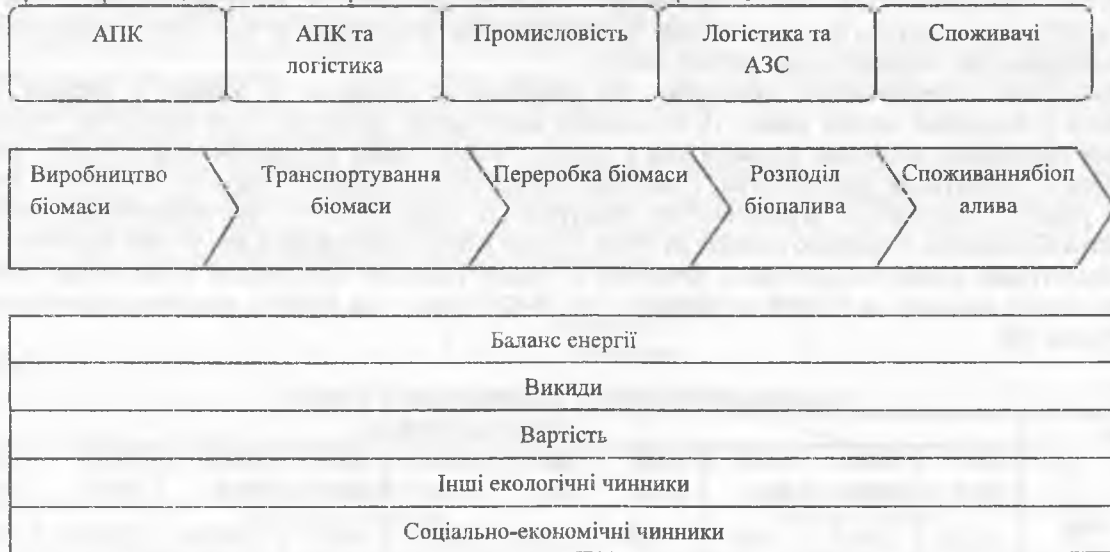 АПК
АПК та
логістика
Промисловість
Логістика та
АЗС
Споживачі
Виробництво
біомаси
Транспортування
біомаси
Переробка біомаси
Розподіл
біопалива
Споживаннябіоп
алива
Баланс енергії
Викиди
Вартість
Інші екологічні чинники
Соціально-економічні чинники